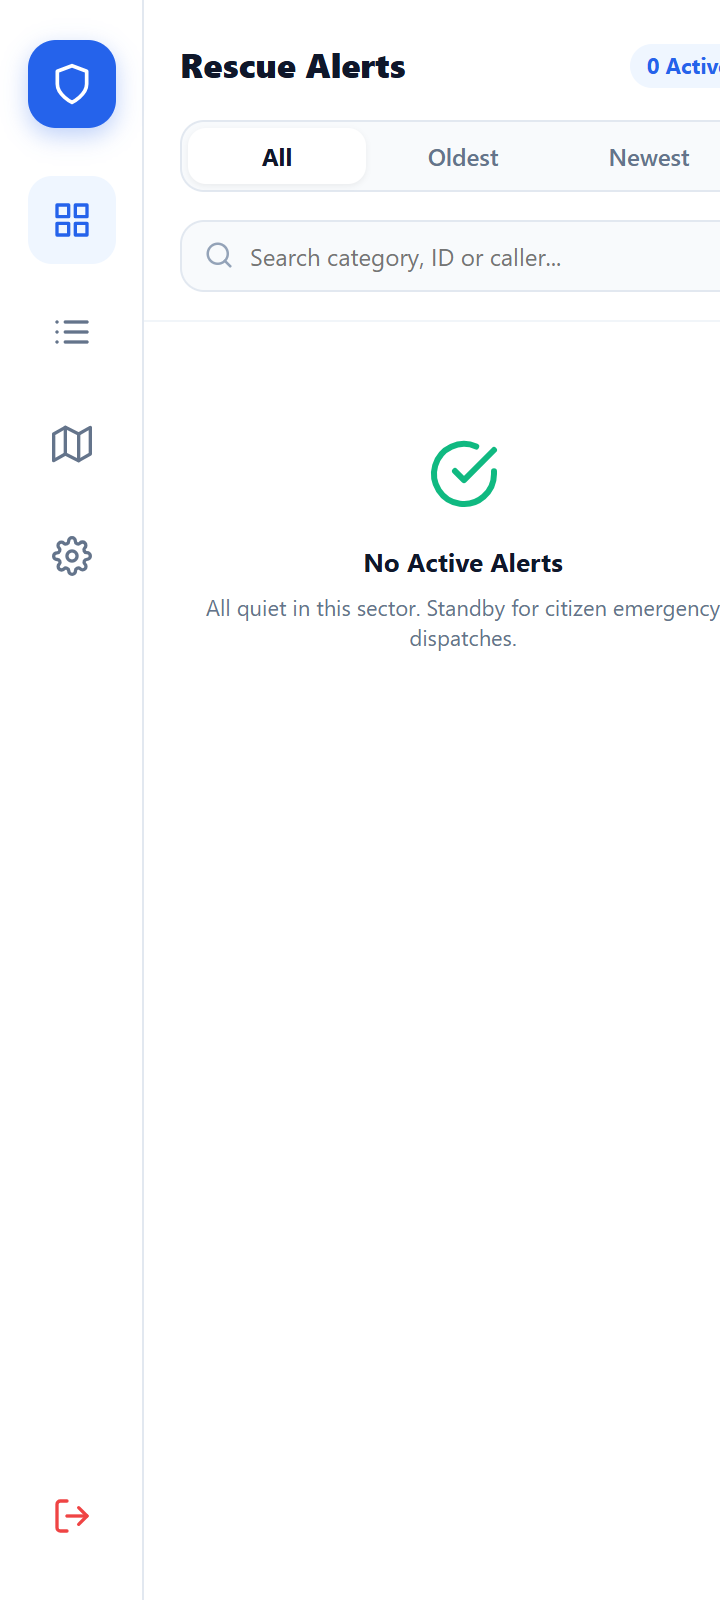 Rescue Alerts
0 Active
All Oldest Newest
Search category, ID or caller...
No Active Alerts
All quiet in this sector. Standby for citizen emergency
dispatches.